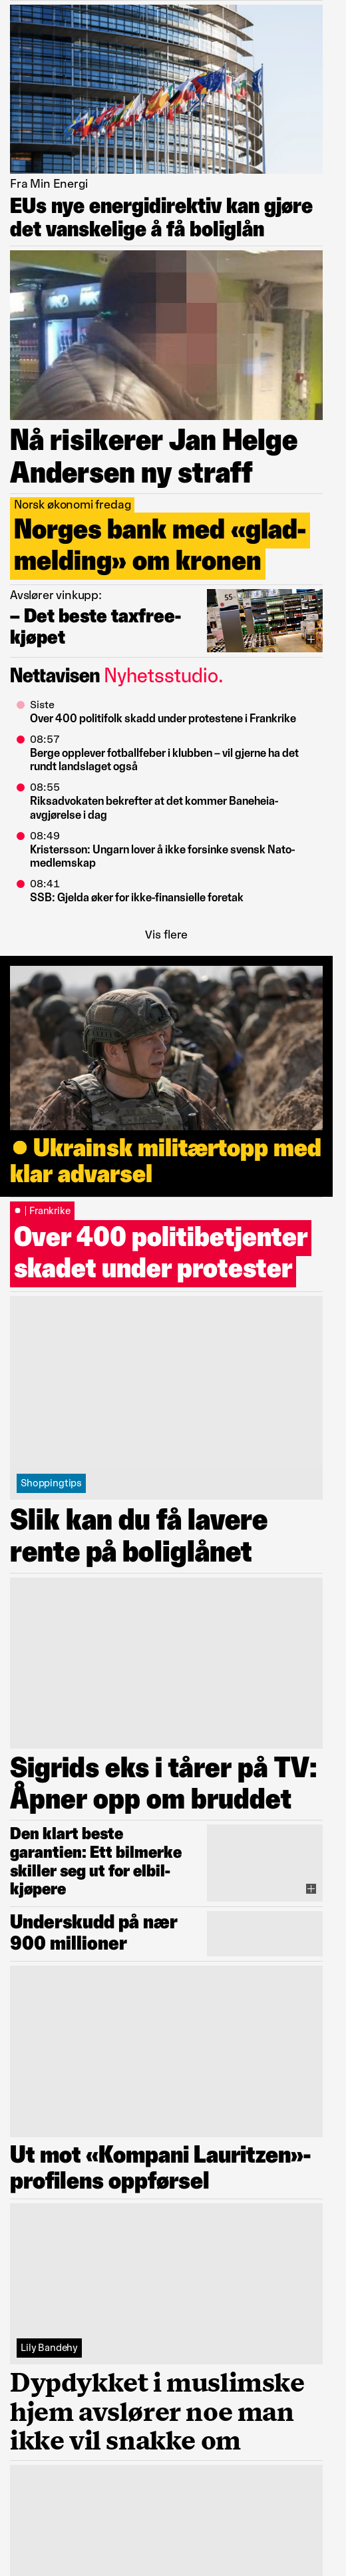 Fra Min Energi
EUs nye energidirektiv kan gjøre
det vanskelige å få boliglån
Nå risikerer Jan Helge
Andersen ny straff
Norsk økonomi fredag
Norges bank med «glad-
melding» om kronen
Avslører vinkupp:
– Det beste taxfree-
kjøpet
55
Nettavisen Nyhetsstudio.
Siste
Over 400 politifolk skadd under protestene i Frankrike
08:57
Berge opplever fotballfeber i klubben – vil gjerne ha det
rundt landslaget også
08:55
Riksadvokaten bekrefter at det kommer Baneheia-
avgjørelse i dag
08:49
Kristersson: Ungarn lover å ikke forsinke svensk Nato-
medlemskap
08:41
SSB: Gjelda øker for ikke-finansielle foretak
Vis flere
Ukrainsk militærtopp med
klar advarsel
| Frankrike
Over 400 politibetjenter
skadet under protester
Shoppingtips
Slik kan du få lavere
rente på boliglånet
Sigrids eks i tårer på TV:
Åpner opp om bruddet
Den klart beste
garantien: Ett bilmerke
skiller seg ut for elbil-
kjøpere
Underskudd på nær
900 millioner
Ut mot «Kompani Lauritzen»-
profilens oppførsel
Lily Bandehy
Dypdykket i muslimske
hjem avslører noe man
ikke vil snakke om